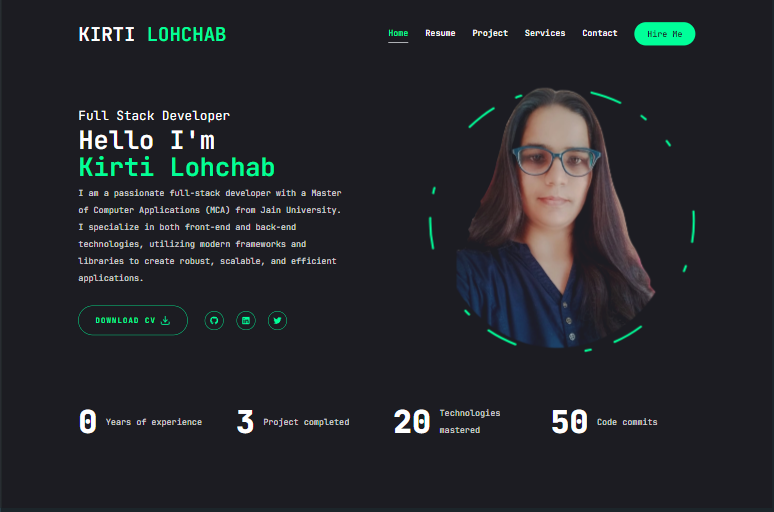 KIRTI LOHCHAB
Home Resume Project Services Contact Hire Me
Full Stack Developer
Hello I'm
Kirti Lohchab
I am a passionate full-stack developer with a Master
of Computer Applications (MCA) from Jain University.
I specialize in both front-end and back-end
technologies, utilizing modern frameworks and
libraries to create robust, scalable, and efficient
applications.
DOWNLOAD CV
0 Years of experience
3 Project completed
20 Technologies
mastered
50 Code commits